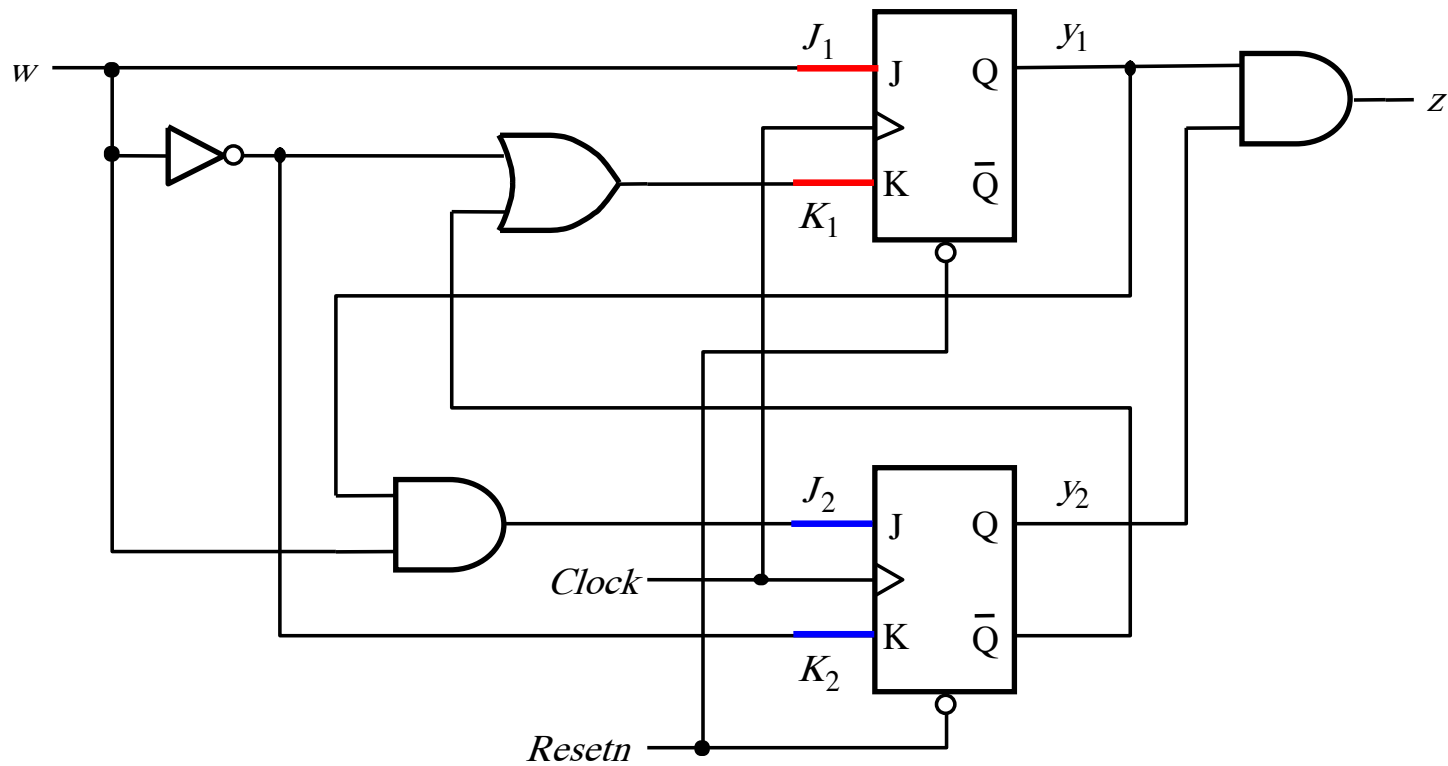 J₁ y₁
w J Q z
K Q̅
K₁
J₂ y₂
J Q
Clock
K Q̅
K₂
Resetn